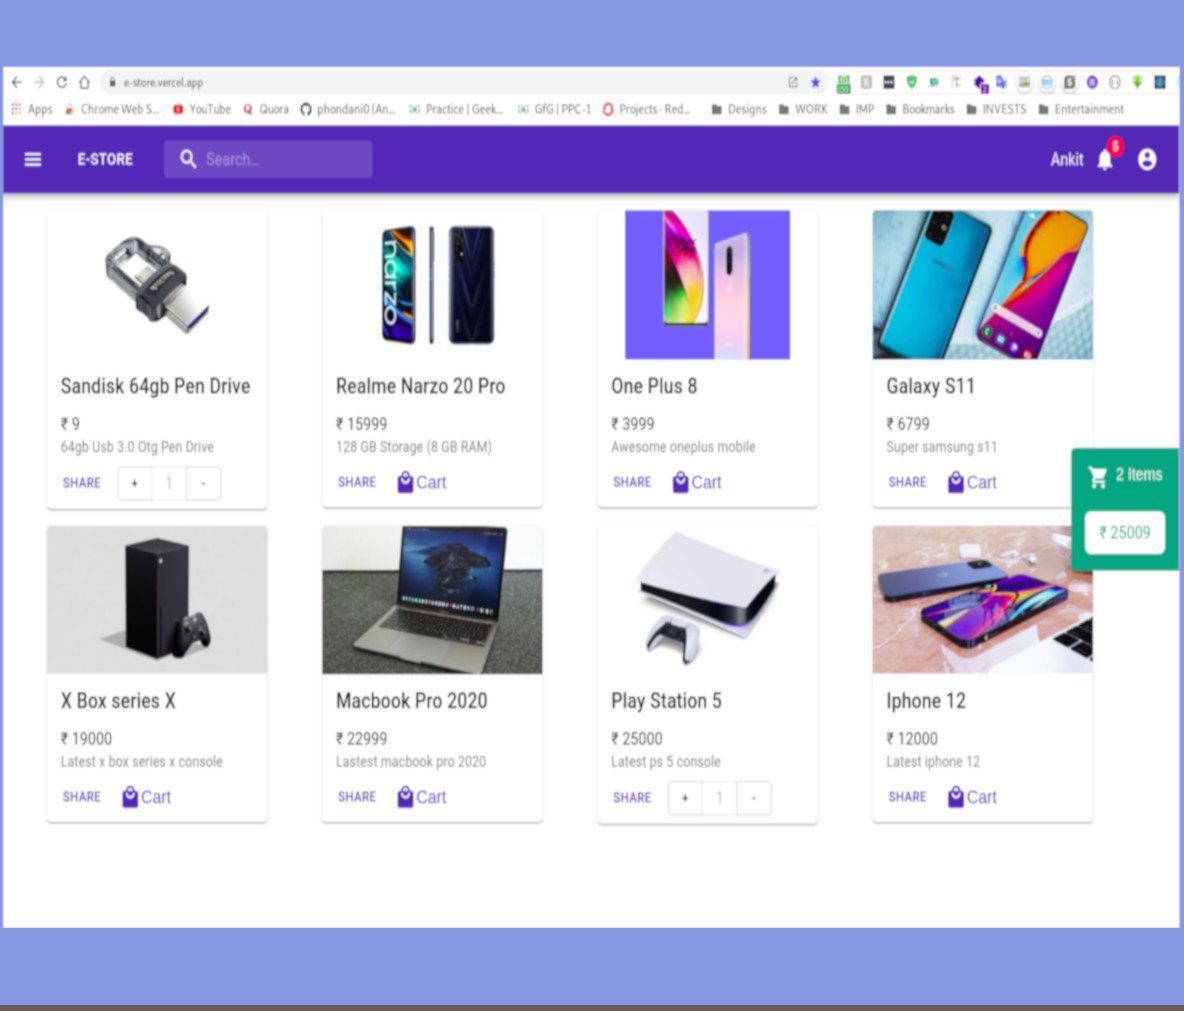 e-store.vercel.app
Apps Chrome Web S... YouTube Quora phondani0 (An... Practice | Geek... GfG | PPC-1 Projects - Red... Designs WORK IMP Bookmarks INVESTS Entertainment
E-STORE Search... Ankit 5
narzo
Sandisk 64gb Pen Drive
₹ 9
64gb Usb 3.0 Otg Pen Drive
SHARE + 1 -
Realme Narzo 20 Pro
₹ 15999
128 GB Storage (8 GB RAM)
SHARE Cart
One Plus 8
₹ 3999
Awesome oneplus mobile
SHARE Cart
Galaxy S11
₹ 6799
Super samsung s11
SHARE Cart
2 Items
₹ 25009
X Box series X
₹ 19000
Latest x box series x console
SHARE Cart
Macbook Pro 2020
₹ 22999
Lastest macbook pro 2020
SHARE Cart
Play Station 5
₹ 25000
Latest ps 5 console
SHARE + 1 -
Iphone 12
₹ 12000
Latest iphone 12
SHARE Cart